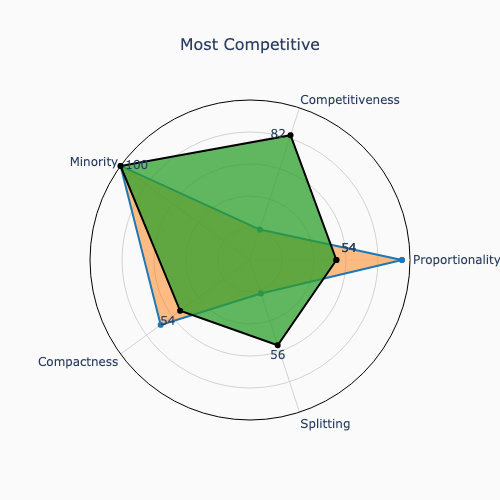 Most Competitive
Competitiveness
82
Minority
100
54
Proportionality
54
56
Compactness
Splitting